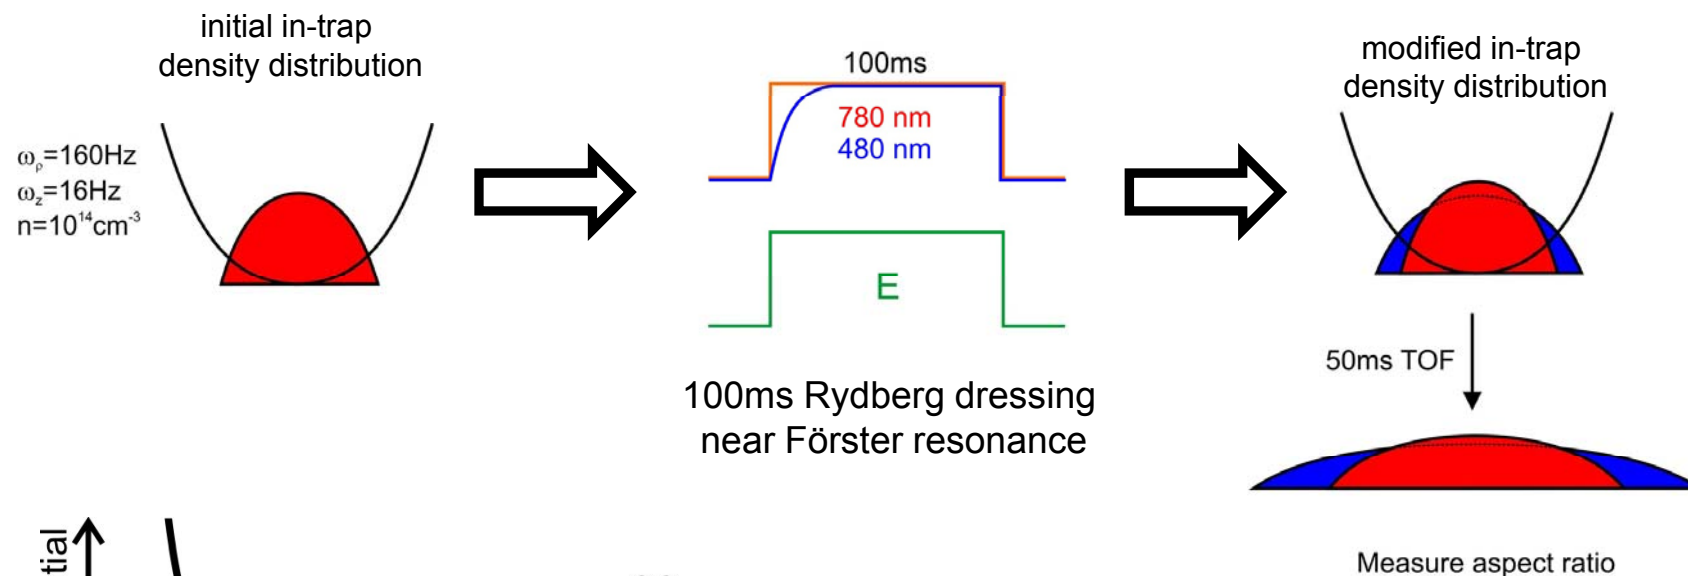 initial in-trap
density distribution
ωρ=160Hz
ωz=16Hz
n=10¹⁴cm⁻³
100ms
780 nm
480 nm
E
100ms Rydberg dressing
near Förster resonance
modified in-trap
density distribution
50ms TOF
Measure aspect ratio
tial